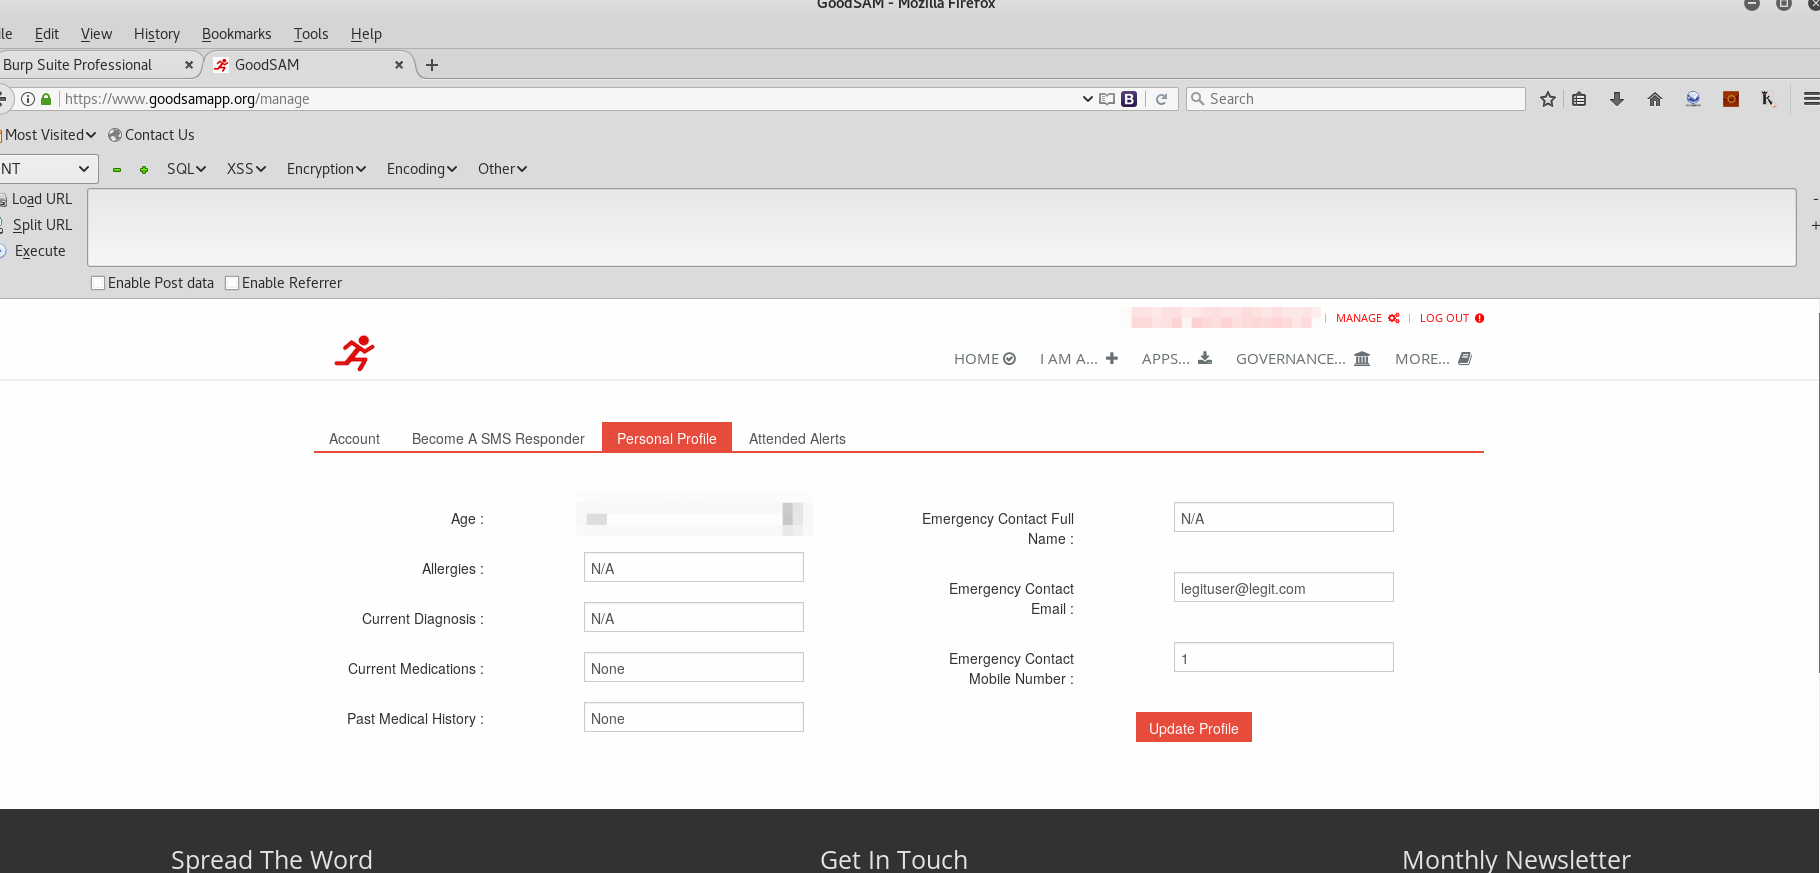 GoodSAM - Mozilla Firefox
Edit View History Bookmarks Tools Help
Burp Suite Professional GoodSAM
https://www.goodsamapp.org/manage Search
Most Visited Contact Us
NT SQL XSS Encryption Encoding Other
Load URL
Split URL
Execute
Enable Post data Enable Referrer
MANAGE | LOG OUT
HOME I AM A... APPS... GOVERNANCE... MORE...
Account Become A SMS Responder Personal Profile Attended Alerts
Age :
Allergies : N/A
Current Diagnosis : N/A
Current Medications : None
Past Medical History : None
Emergency Contact Full
Name : N/A
Emergency Contact
Email : legituser@legit.com
Emergency Contact
Mobile Number : 1
Update Profile
Spread The Word Get In Touch Monthly Newsletter